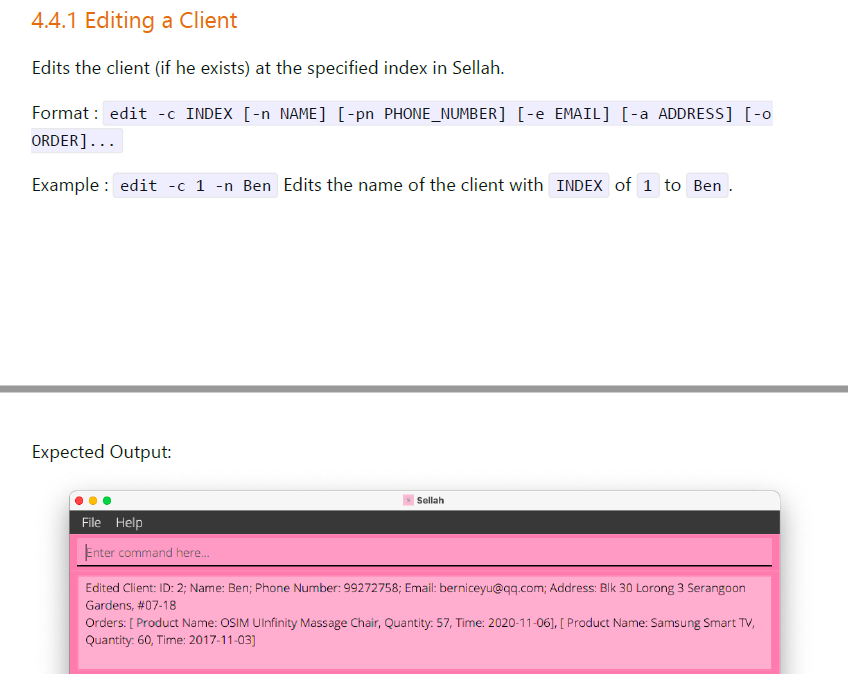 4.4.1 Editing a Client
Edits the client (if he exists) at the specified index in Sellah.
Format : edit -c INDEX [-n NAME] [-pn PHONE_NUMBER] [-e EMAIL] [-a ADDRESS] [-o
ORDER]...
Example : edit -c 1 -n Ben Edits the name of the client with INDEX of 1 to Ben .
Expected Output:
Sellah
File Help
Enter command here...
Edited Client: ID: 2; Name: Ben; Phone Number: 99272758; Email: berniceyu@qq.com; Address: Blk 30 Lorong 3 Serangoon
Gardens, #07-18
Orders: [ Product Name: OSIM UInfinity Massage Chair, Quantity: 57, Time: 2020-11-06], [ Product Name: Samsung Smart TV,
Quantity: 60, Time: 2017-11-03]